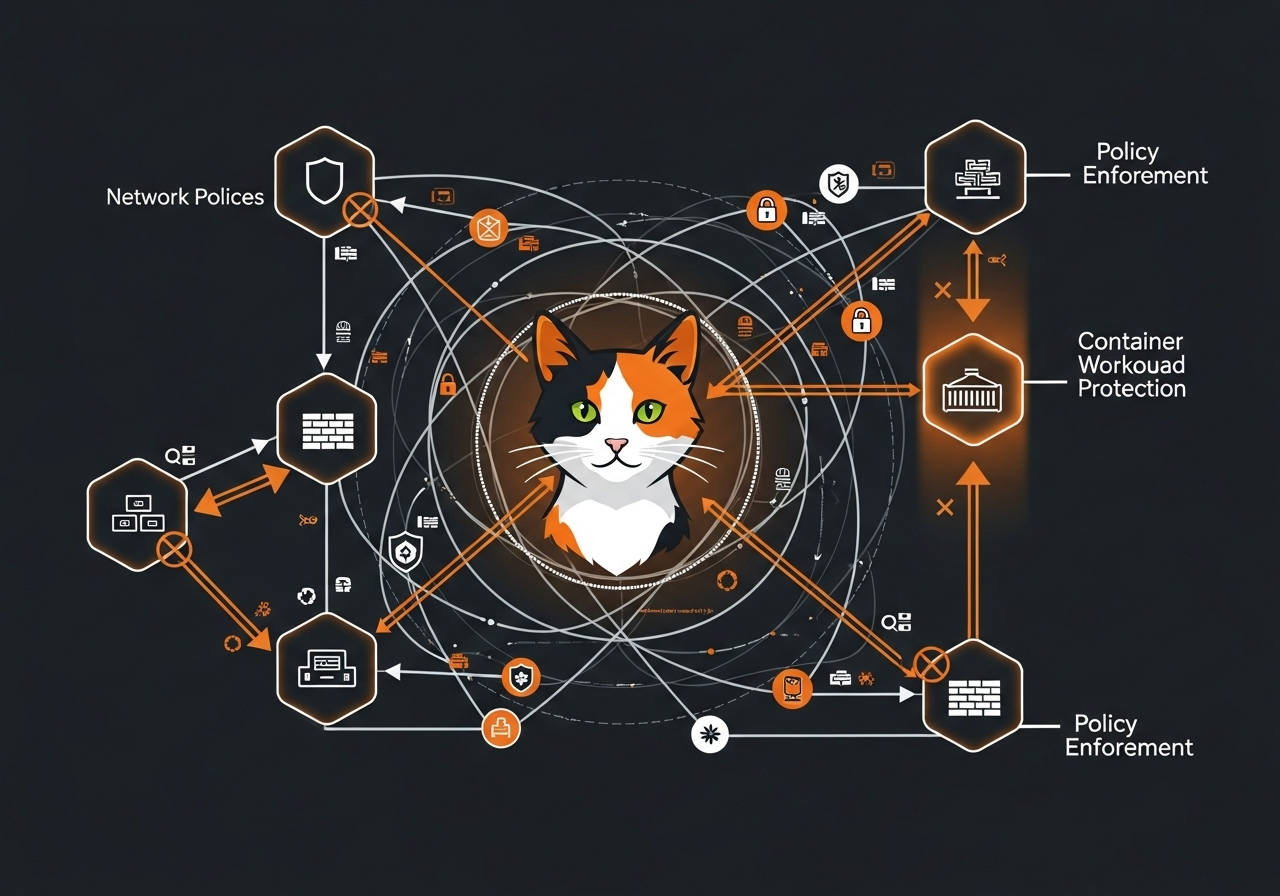 Network Polices
Policy
Enforement
Container
Workouad
Protection
Policy
Enforement